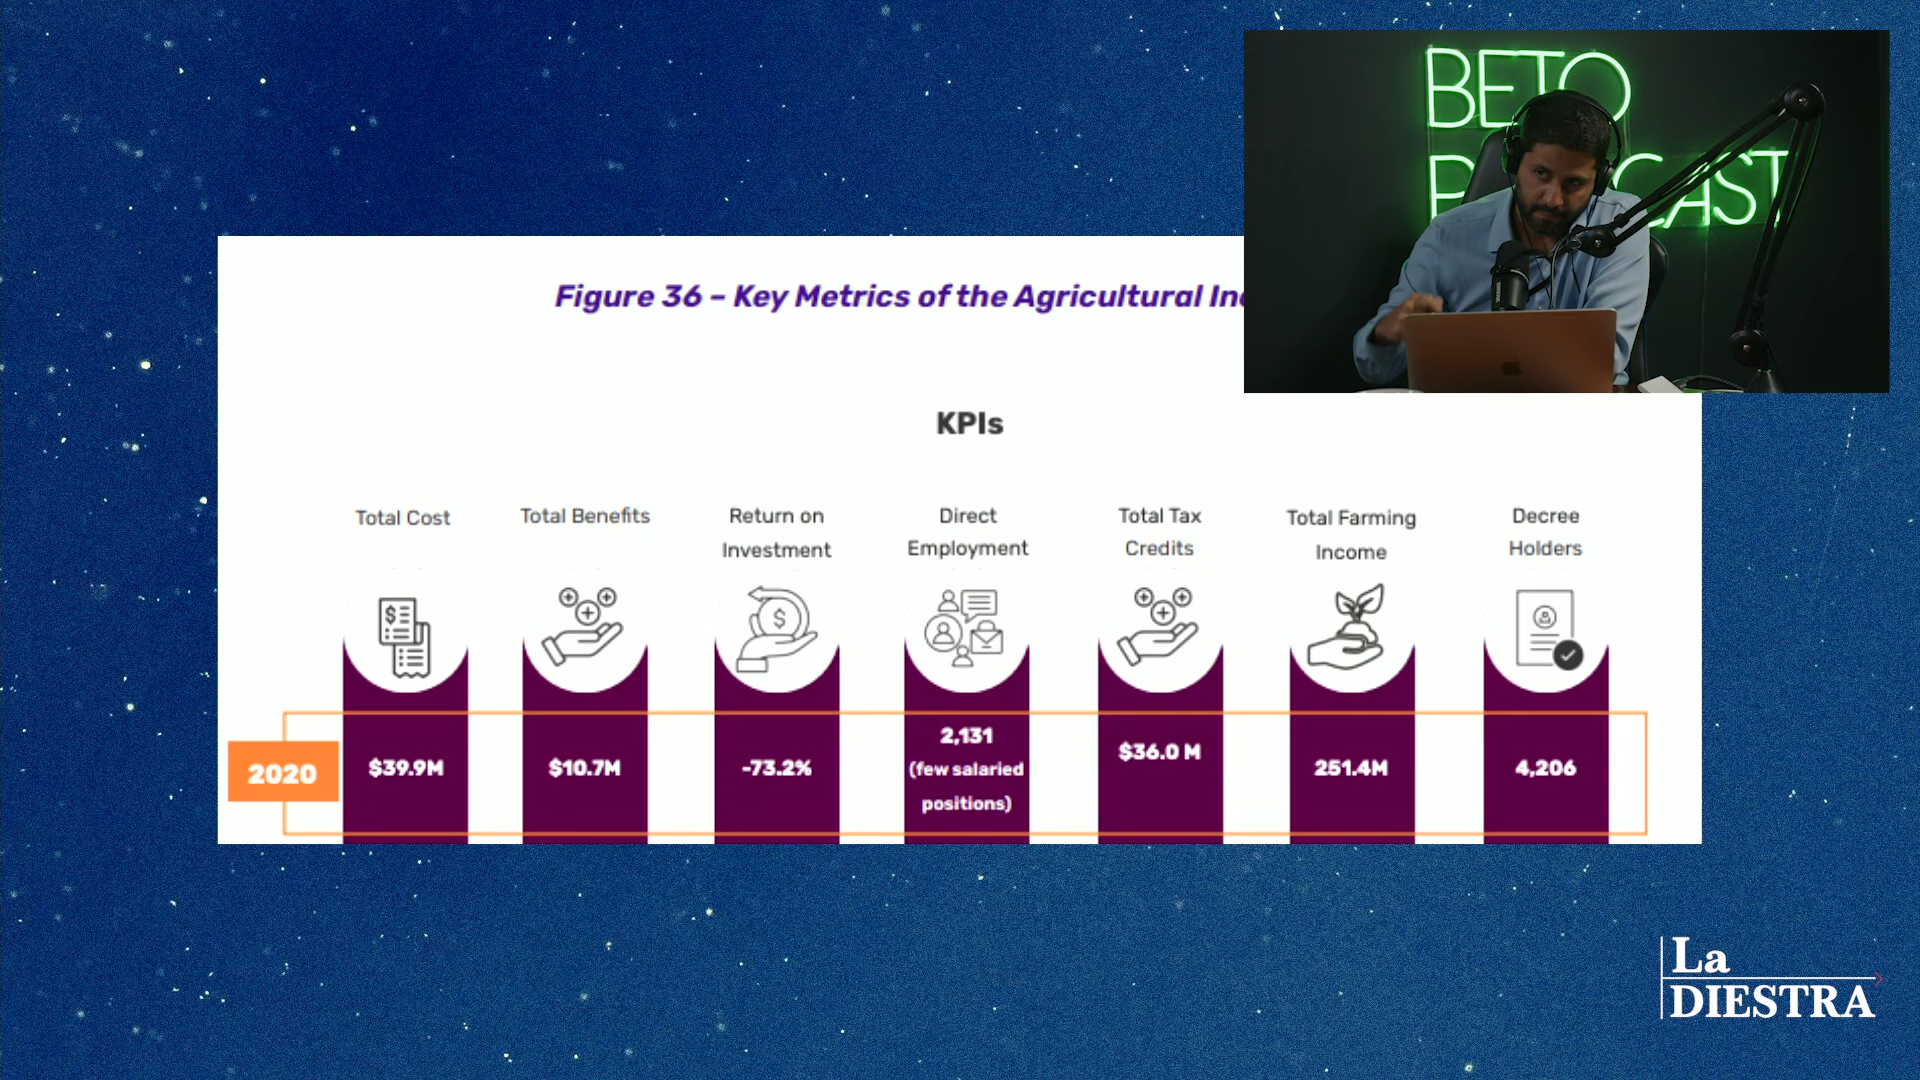 BETO
Figure 36 – Key Metrics of the Agricultural
KPIs
Total Cost
Total Benefits
Return on
Investment
Direct
Employment
Total Tax
Credits
Total Farming
Income
Decree
Holders
2020
$39.9M
$10.7M
-73.2%
2,131
(few salaried
positions)
$36.0 M
251.4M
4,206
La
DIESTRA